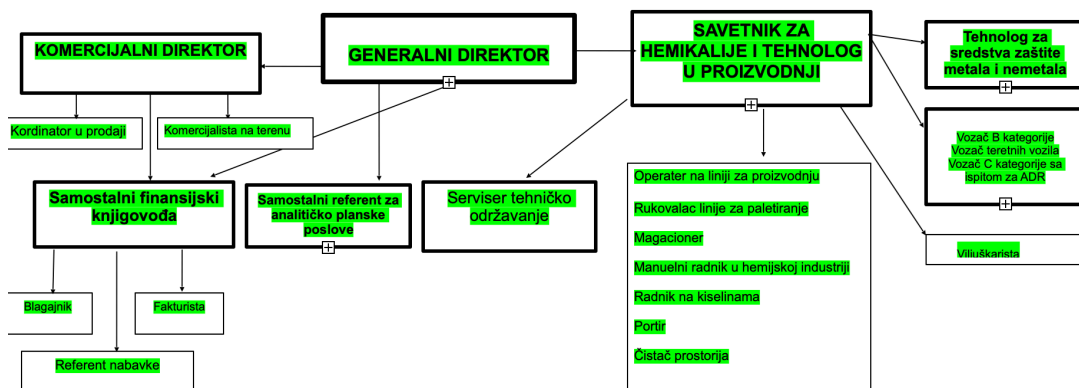 KOMERCIJALNI DIREKTOR
GENERALNI DIREKTOR
SAVETNIK ZA
HEMIKALIJE I TEHNOLOG
U PROIZVODNJI
Tehnolog za
sredstva zaštite
metala i nemetala
Kordinator u prodaji
Komercijalista na terenu
Vozač B kategorije
Vozač teretnih vozila
Vozač C kategorije sa
ispitom za ADR
Samostalni finansijski
knjigovođa
Samostalni referent za
analitičko planske
poslove
Serviser tehničko
održavanje
Operater na liniji za proizvodnju
Rukovalac linije za paletiranje
Magacioner
Manuelni radnik u hemijskoj industriji
Radnik na kiselinama
Portir
Čistač prostorija
Viljuškarista
Blagajnik
Fakturista
Referent nabavke